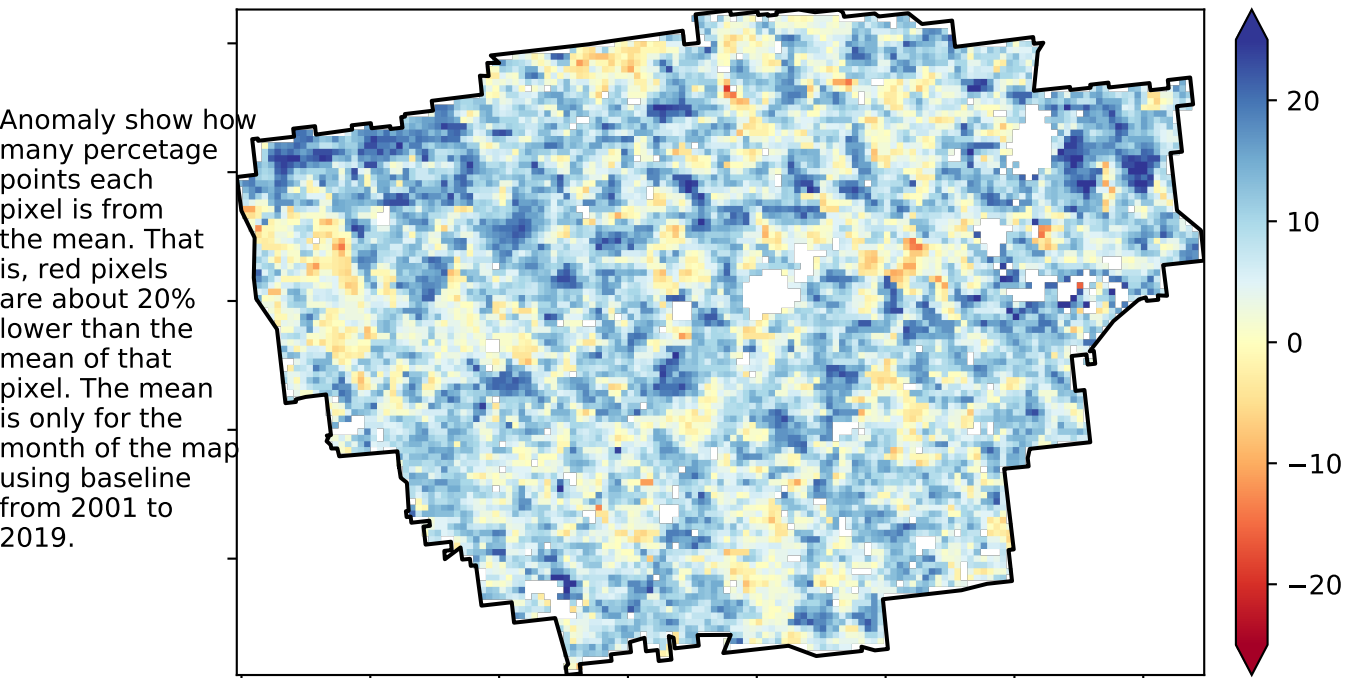 Anomaly show how
many percetage
points each
pixel is from
the mean. That
is, red pixels
are about 20%
lower than the
mean of that
pixel. The mean
is only for the
month of the map
using baseline
from 2001 to
2019.
20
10
0
−10
−20